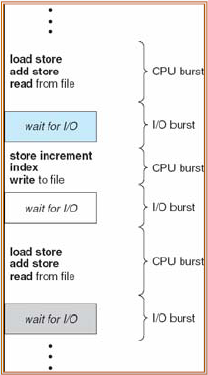 load store
add store
read from file
CPU burst
wait for I/O
I/O burst
store increment
index
write to file
CPU burst
wait for I/O
I/O burst
load store
add store
read from file
CPU burst
wait for I/O
I/O burst